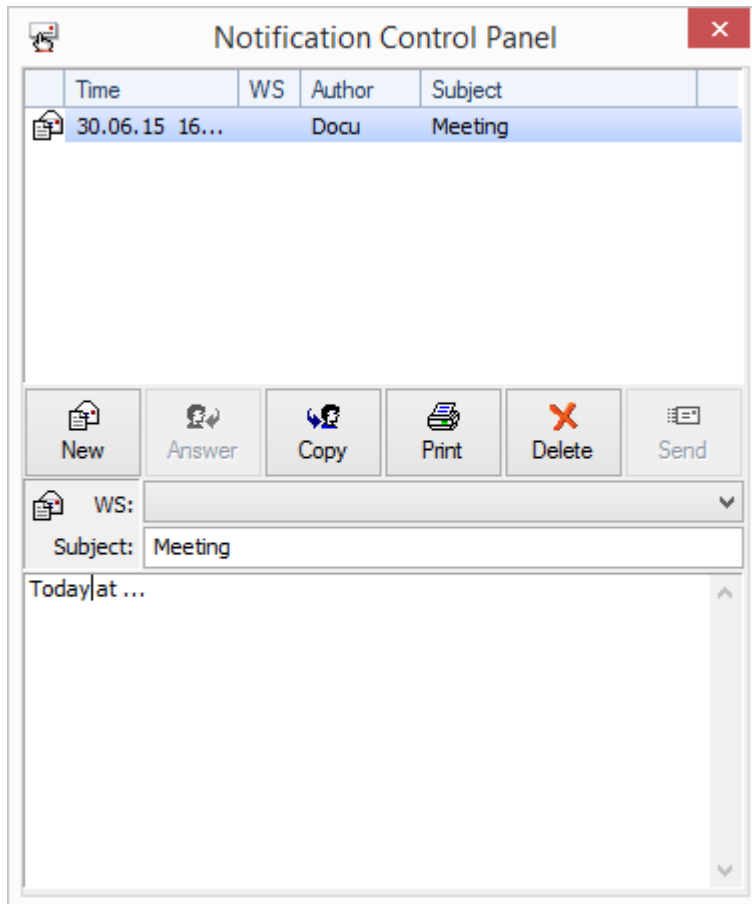 Notification Control Panel
Time WS Author Subject
30.06.15 16... Docu Meeting
New Answer Copy Print Delete Send
WS:
Subject: Meeting
Today at ...